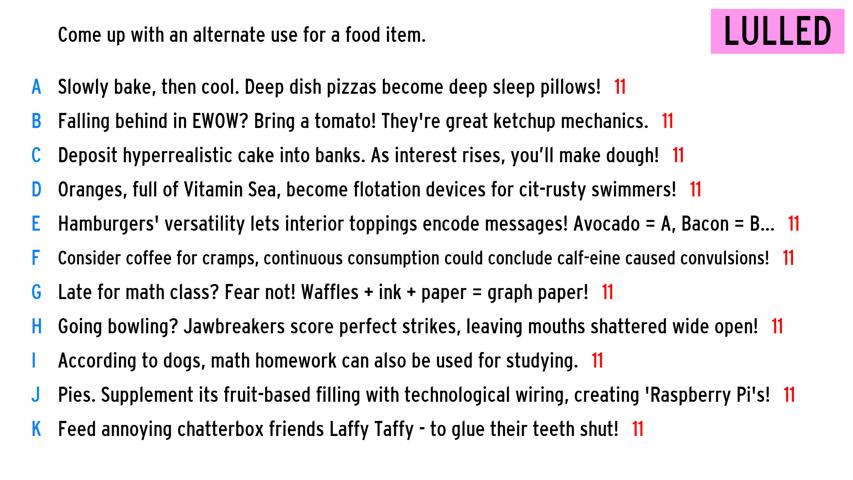 Come up with an alternate use for a food item.
LULLED
A Slowly bake, then cool. Deep dish pizzas become deep sleep pillows! 11
B Falling behind in EWOW? Bring a tomato! They're great ketchup mechanics. 11
C Deposit hyperrealistic cake into banks. As interest rises, you’ll make dough! 11
D Oranges, full of Vitamin Sea, become flotation devices for cit-rusty swimmers! 11
E Hamburgers' versatility lets interior toppings encode messages! Avocado = A, Bacon = B... 11
F Consider coffee for cramps, continuous consumption could conclude calf-eine caused convulsions! 11
G Late for math class? Fear not! Waffles + ink + paper = graph paper! 11
H Going bowling? Jawbreakers score perfect strikes, leaving mouths shattered wide open! 11
I According to dogs, math homework can also be used for studying. 11
J Pies. Supplement its fruit-based filling with technological wiring, creating 'Raspberry Pi's! 11
K Feed annoying chatterbox friends Laffy Taffy - to glue their teeth shut! 11